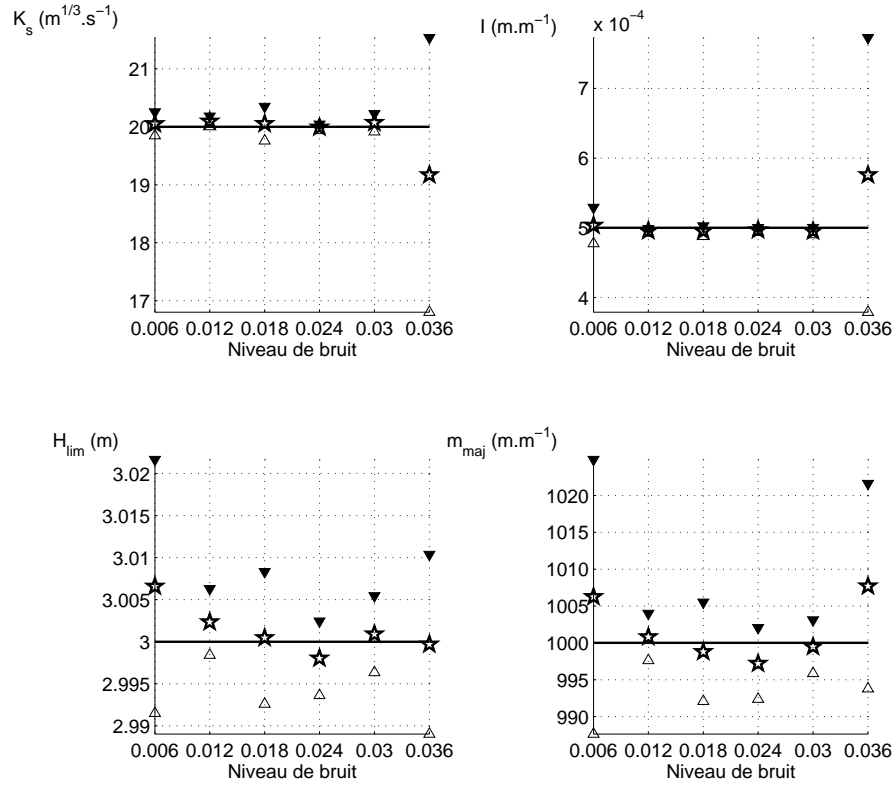 K_s (m^{1/3}.s^{−1})
21
20
19
18
17
0.006 0.012 0.018 0.024 0.03 0.036
Niveau de bruit
I (m.m^{−1})
x 10^{−4}
7
6
5
4
0.006 0.012 0.018 0.024 0.03 0.036
Niveau de bruit
H_{lim} (m)
3.02
3.015
3.01
3.005
3
2.995
2.99
0.006 0.012 0.018 0.024 0.03 0.036
Niveau de bruit
m_{maj} (m.m^{−1})
1020
1015
1010
1005
1000
995
990
0.006 0.012 0.018 0.024 0.03 0.036
Niveau de bruit